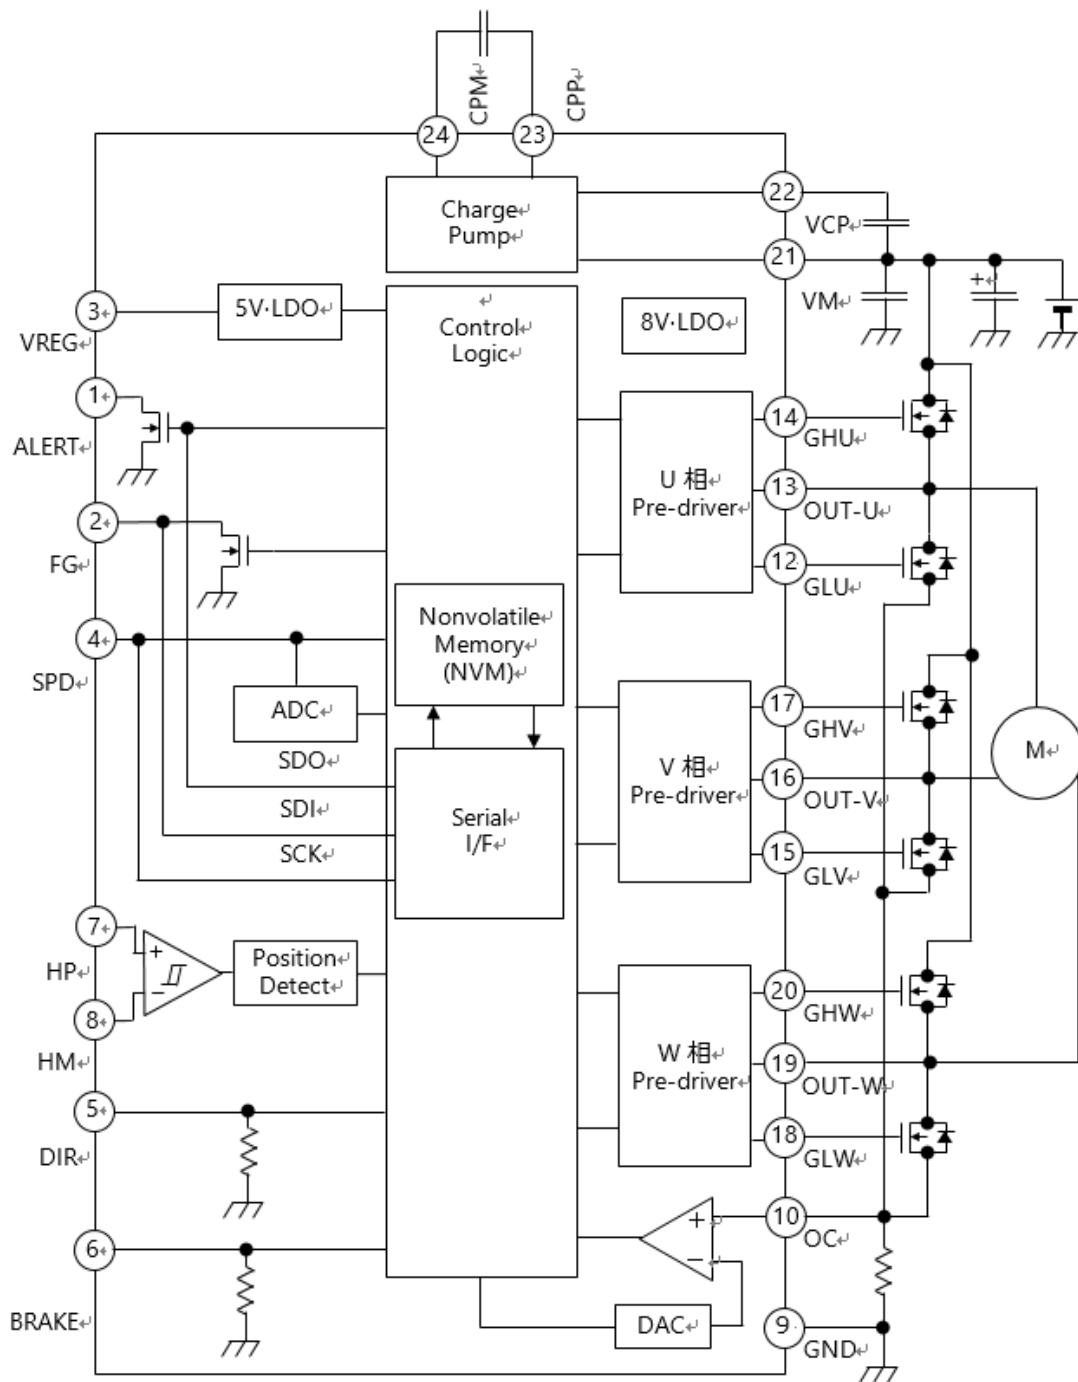 CPM↵
CPP↵
24
23
Charge↵
Pump↵
22
VCP↵
21
VM↵
+↵
3↵
VREG↵
5V·LDO↵
↵
Control↵
Logic↵
8V·LDO↵
1↵
ALERT↵
14
GHU↵
U 相↵
Pre-driver↵
13
OUT-U↵
12
GLU↵
2↵
FG↵
4↵
SPD↵
Nonvolatile↵
Memory↵
(NVM)↵
ADC↵
SDO↵
SDI↵
SCK↵
Serial↵
I/F↵
17
GHV↵
V 相↵
Pre-driver↵
16
OUT-V↵
15
GLV↵
M↵
7↵
HP↵
8↵
HM↵
+
−
Position↵
Detect↵
20
GHW↵
W 相↵
Pre-driver↵
19
OUT-W↵
18
GLW↵
5↵
DIR↵
6↵
BRAKE↵
+↵
−↵
10
OC↵
DAC↵
9
GND↵